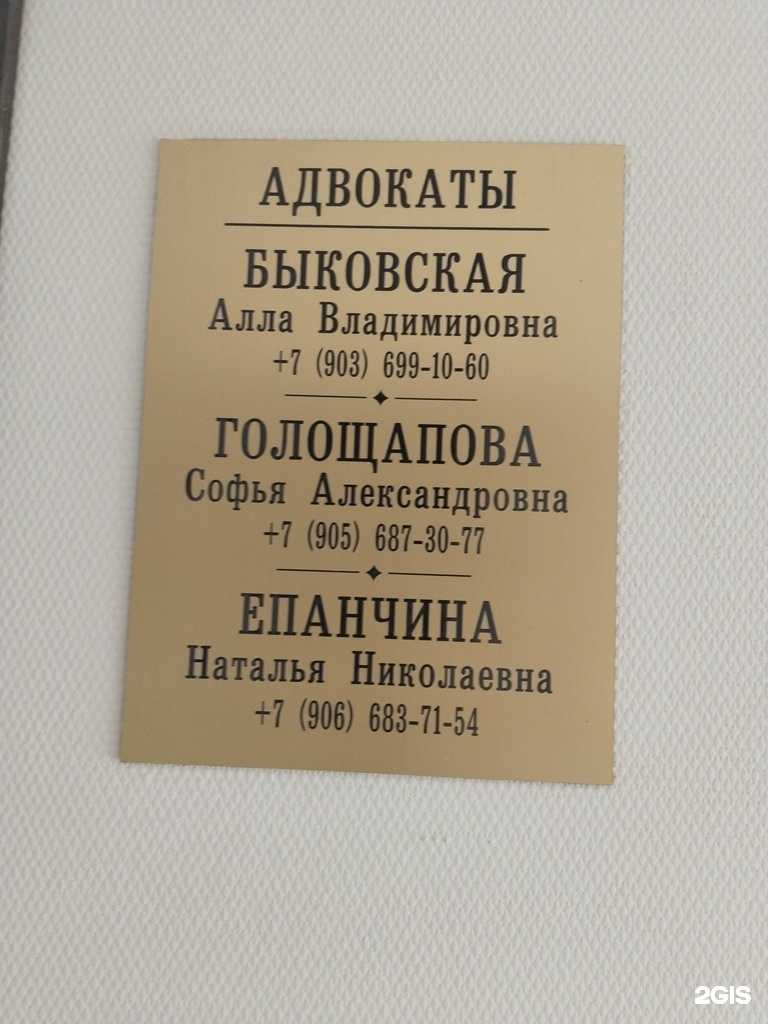 АДВОКАТЫ
БЫКОВСКАЯ
Алла Владимировна
+7 (903) 699-10-60
ГОЛОЩАПОВА
Софья Александровна
+7 (905) 687-30-77
ЕПАНЧИНА
Наталья Николаевна
+7 (906) 683-71-54
2GIS